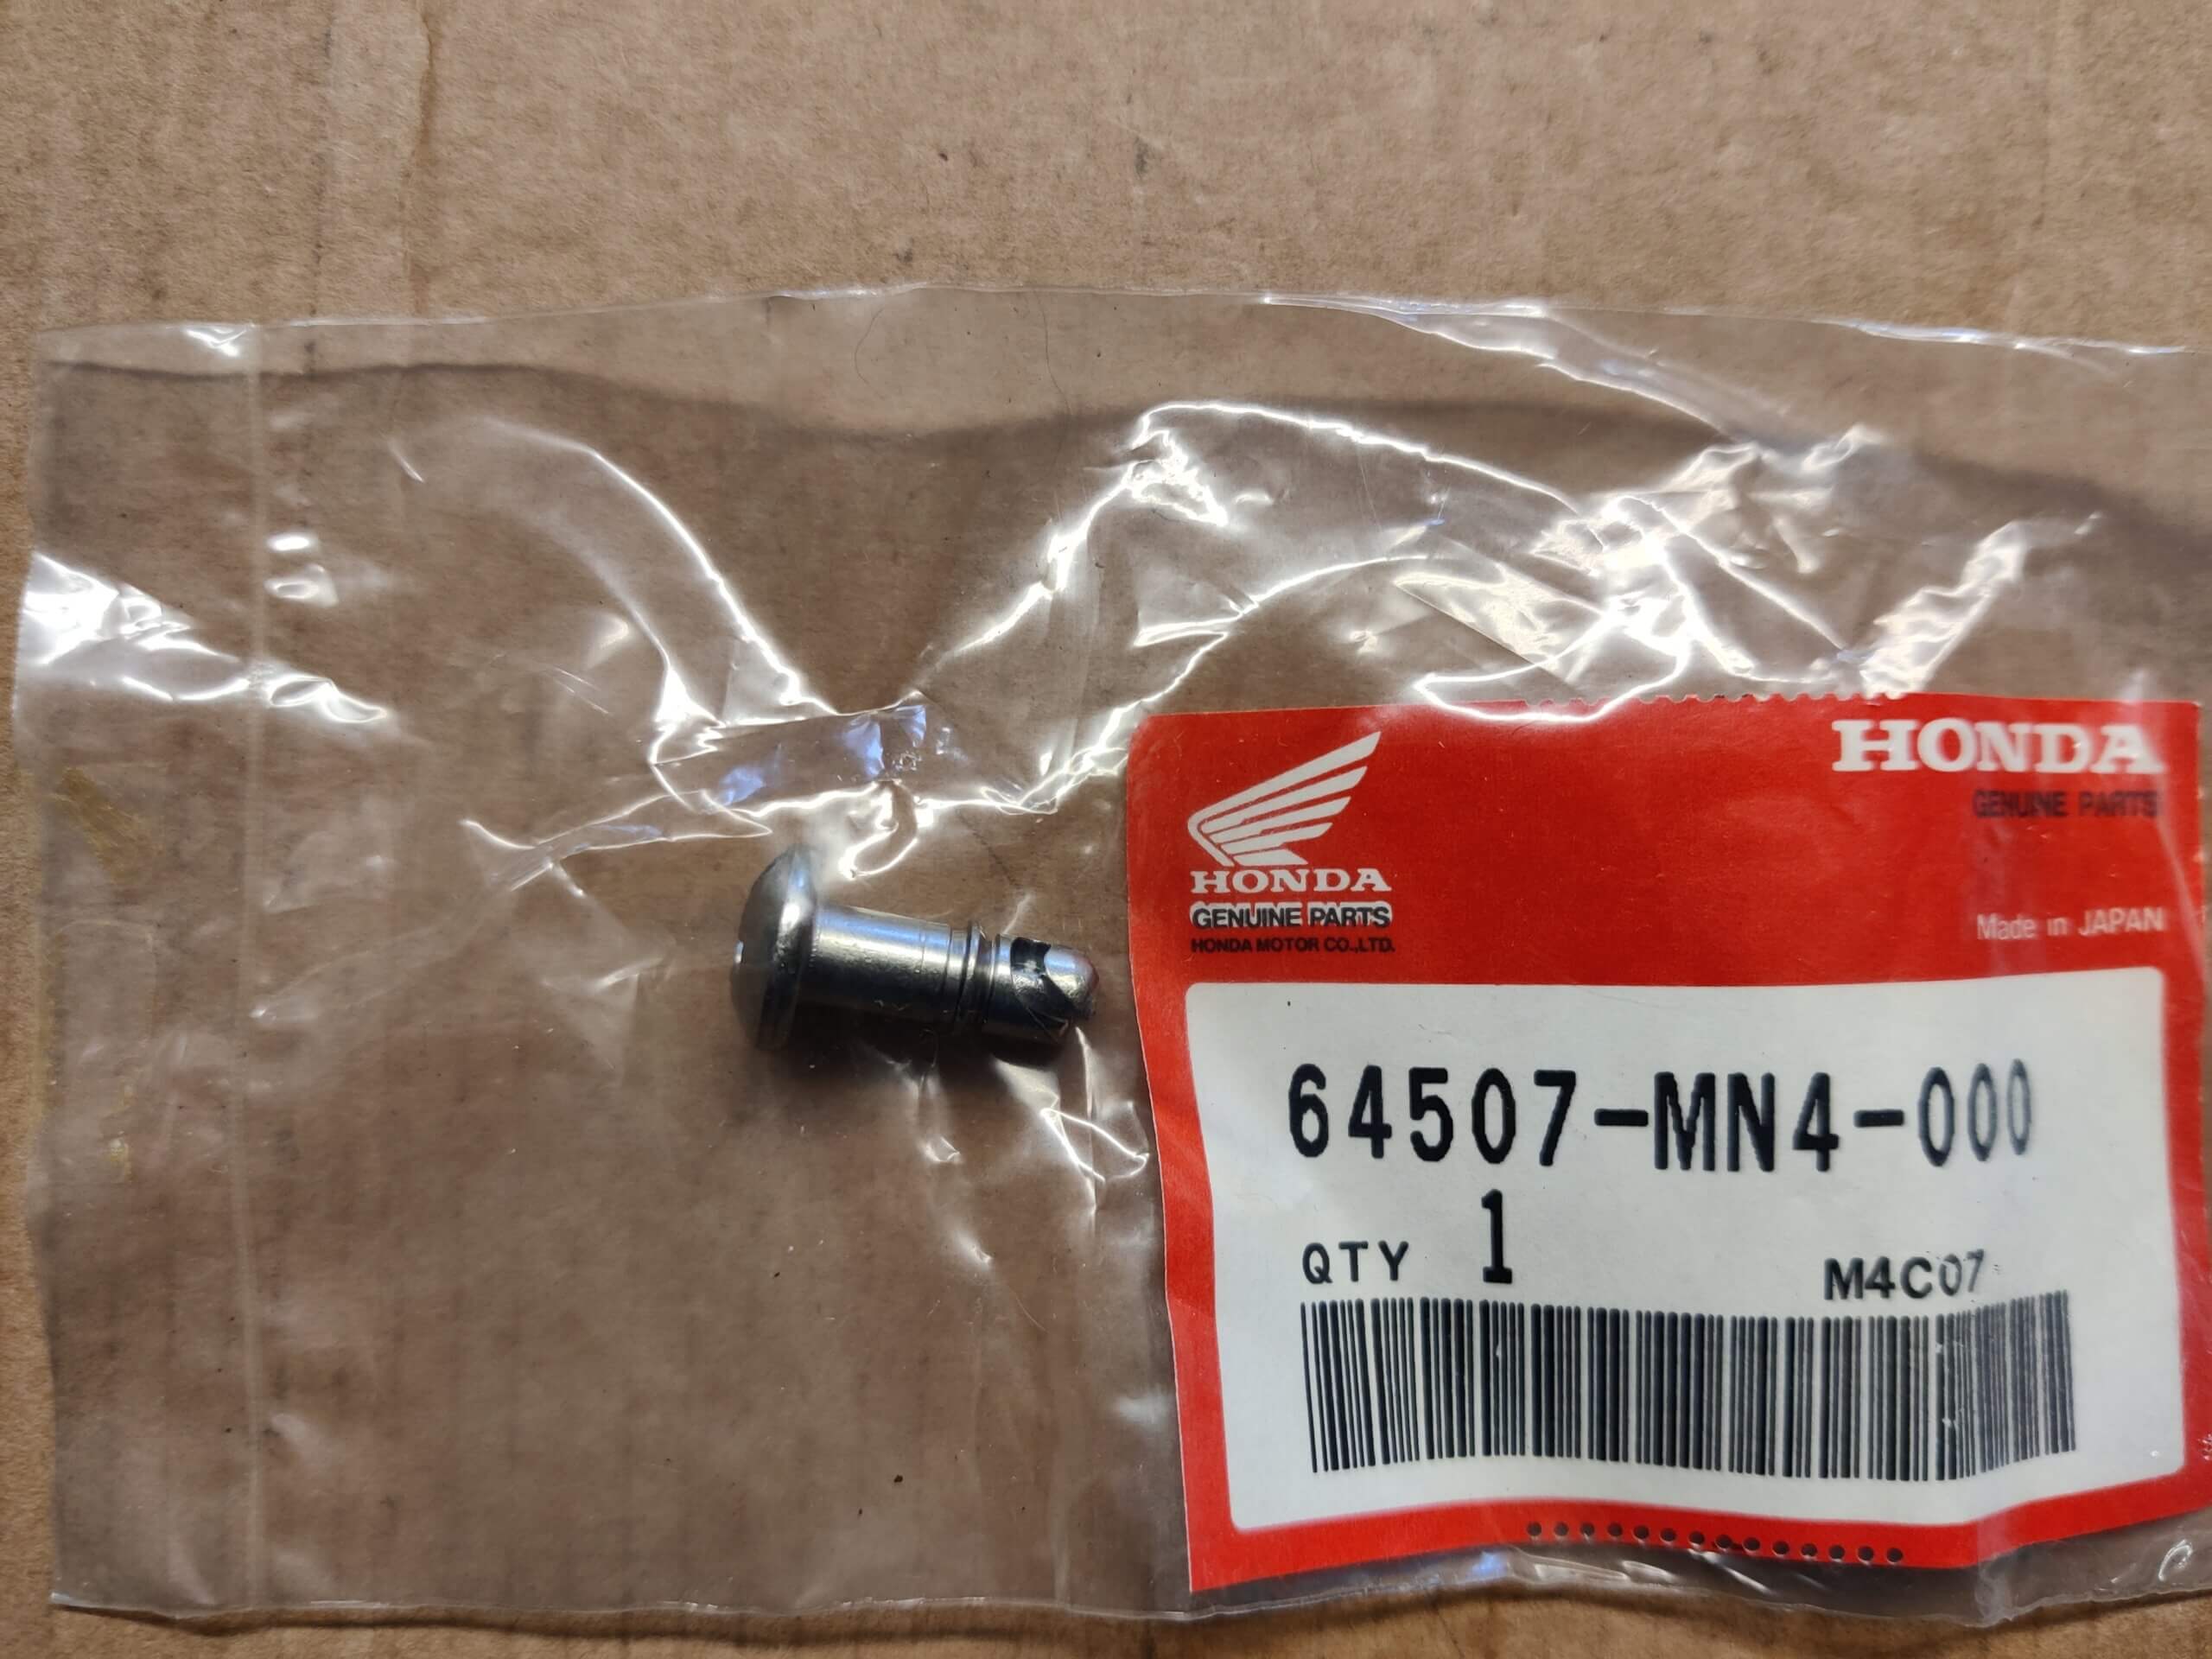 HONDA
GENUINE PARTS
HONDA
GENUINE PARTS
HONDA MOTOR CO.,LTD.
Made in JAPAN
64507-MN4-000
QTY 1
M4C07